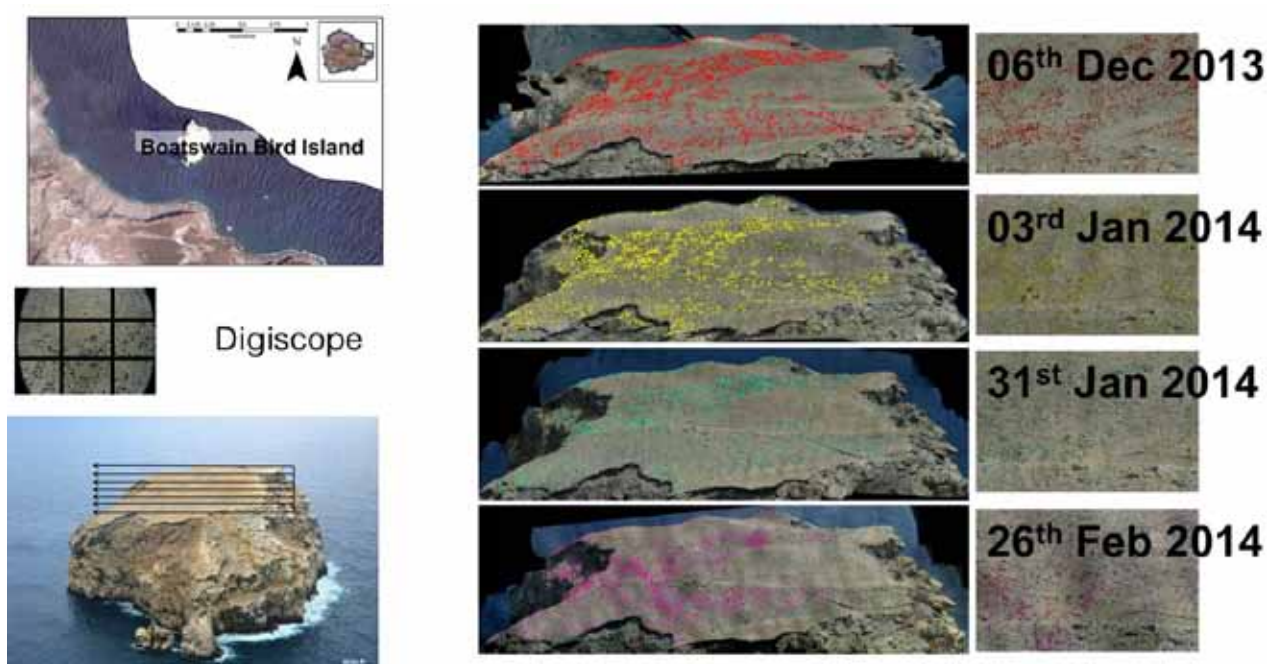 N
Boatswain Bird Island
Digiscope
06th Dec 2013
03rd Jan 2014
31st Jan 2014
26th Feb 2014